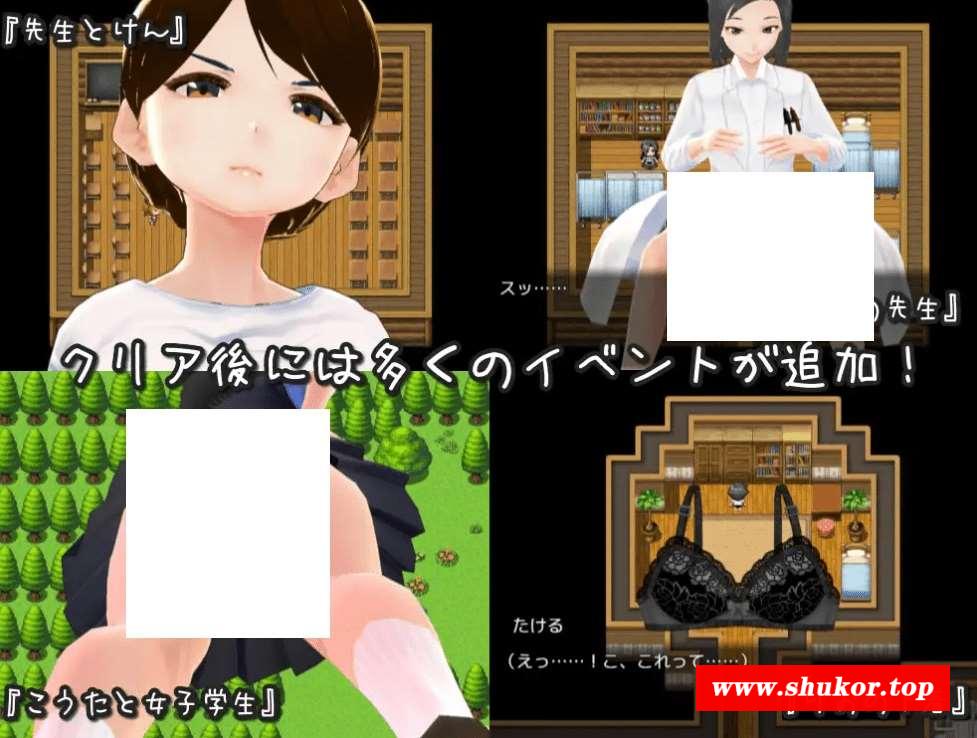 『先生とけん』
スッ……
の先生』
クリア後には多くのイベントが追加！
たける
(えっ……！こ、これって……)
『こうたと女子学生』
www.shukor.top